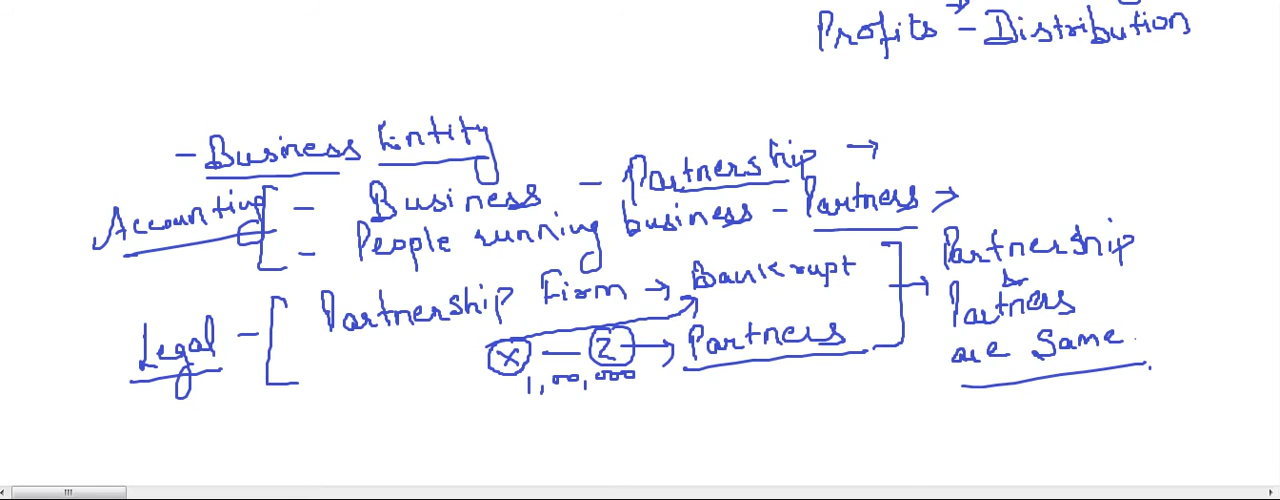 Profits → Distribution
- Business Entity
Accounting [ - Business - Partnership →
- People running business - Partners >
Legal - [ Partnership Firm → Bankrupt ] → Partnership & Partners are Same.
X - Z → Partners
1,00,000